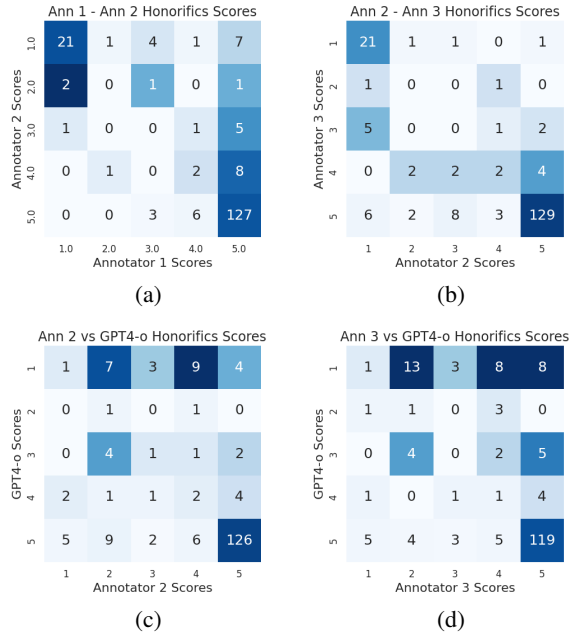 Ann 1 - Ann 2 Honorifics Scores
Annotator 2 Scores
1.0 21 1 4 1 7
2.0 2 0 1 0 1
3.0 1 0 0 1 5
4.0 0 1 0 2 8
5.0 0 0 3 6 127
1.0 2.0 3.0 4.0 5.0
Annotator 1 Scores
(a)
Ann 2 - Ann 3 Honorifics Scores
Annotator 3 Scores
1 21 1 1 0 1
2 1 0 0 1 0
3 5 0 0 1 2
4 0 2 2 2 4
5 6 2 8 3 129
1 2 3 4 5
Annotator 2 Scores
(b)
Ann 2 vs GPT4-o Honorifics Scores
GPT4-o Scores
1 1 7 3 9 4
2 0 1 0 1 0
3 0 4 1 1 2
4 2 1 1 2 4
5 5 9 2 6 126
1 2 3 4 5
Annotator 2 Scores
(c)
Ann 3 vs GPT4-o Honorifics Scores
GPT4-o Scores
1 1 13 3 8 8
2 1 1 0 3 0
3 0 4 0 2 5
4 1 0 1 1 4
5 5 4 3 5 119
1 2 3 4 5
Annotator 3 Scores
(d)